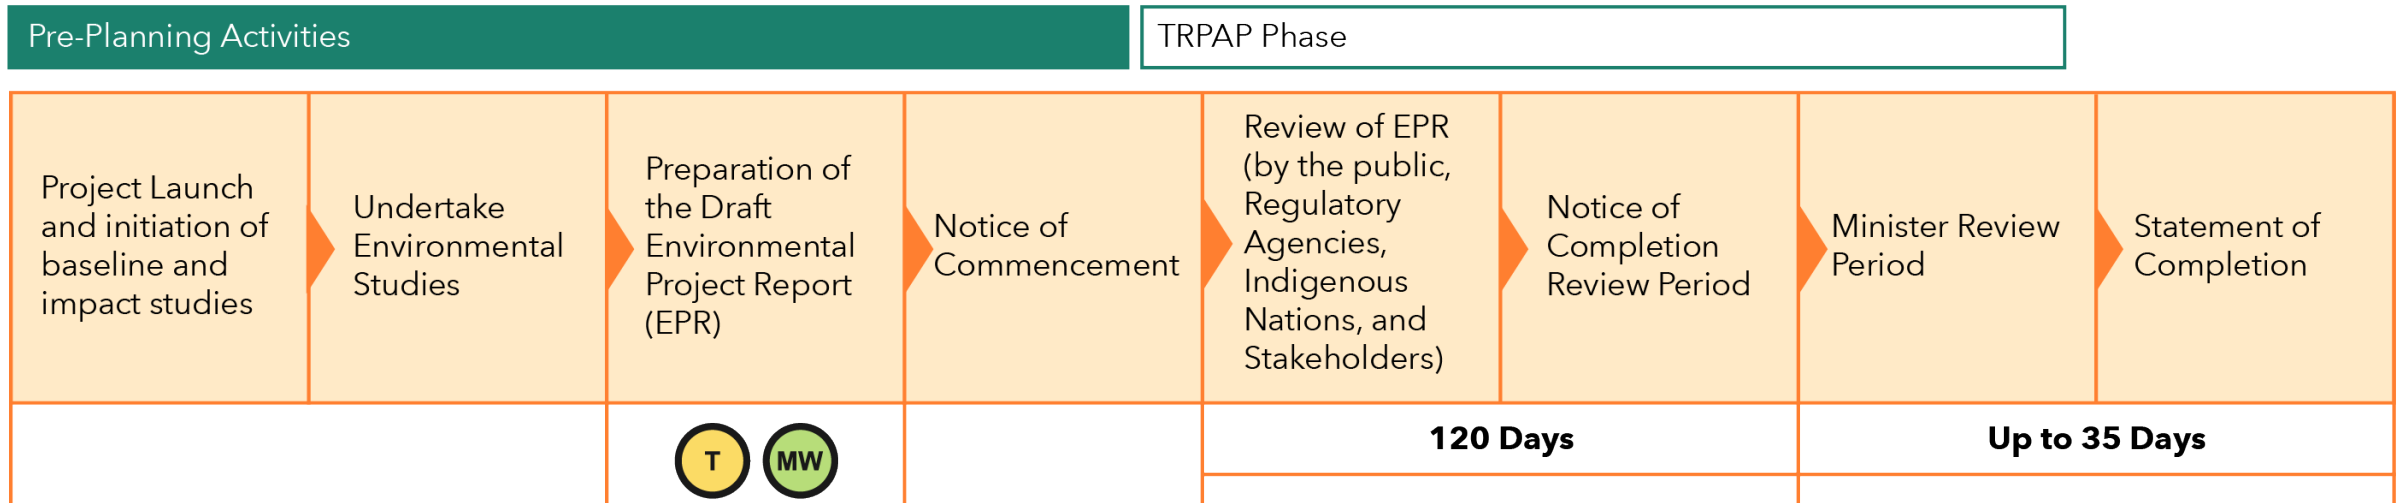 Pre-Planning Activities
TRPAP Phase
Project Launch
and initiation of
baseline and
impact studies
Undertake
Environmental
Studies
Preparation of
the Draft
Environmental
Project Report
(EPR)
Notice of
Commencement
Review of EPR
(by the public,
Regulatory
Agencies,
Indigenous
Nations, and
Stakeholders)
Notice of
Completion
Review Period
Minister Review
Period
Statement of
Completion
T
MW
120 Days
Up to 35 Days